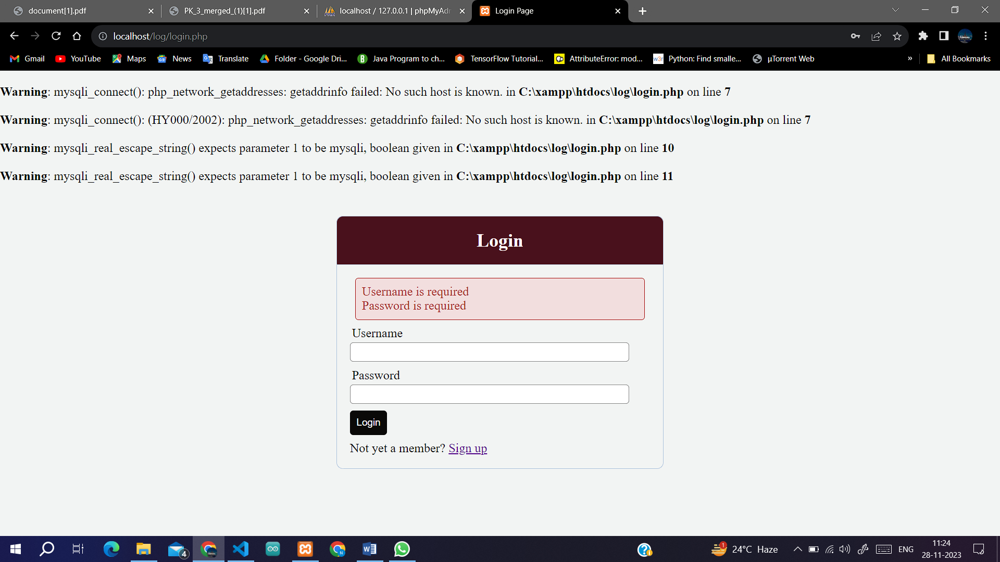 document[1].pdf
PK_3_merged_(1)[1].pdf
localhost / 127.0.0.1 | phpMyAdr
Login Page
localhost/log/login.php
Gmail
YouTube
Maps
News
Translate
Folder - Google Dri...
Java Program to ch...
TensorFlow Tutorial...
AttributeError: mod...
Python: Find smalle...
µTorrent Web
»
All Bookmarks
Warning: mysqli_connect(): php_network_getaddresses: getaddrinfo failed: No such host is known. in C:\xampp\htdocs\log\login.php on line 7
Warning: mysqli_connect(): (HY000/2002): php_network_getaddresses: getaddrinfo failed: No such host is known. in C:\xampp\htdocs\log\login.php on line 7
Warning: mysqli_real_escape_string() expects parameter 1 to be mysqli, boolean given in C:\xampp\htdocs\log\login.php on line 10
Warning: mysqli_real_escape_string() expects parameter 1 to be mysqli, boolean given in C:\xampp\htdocs\log\login.php on line 11
Login
Username is required
Password is required
Username
Password
Login
Not yet a member? Sign up
4
1
24°C Haze
ENG
11:24
28-11-2023